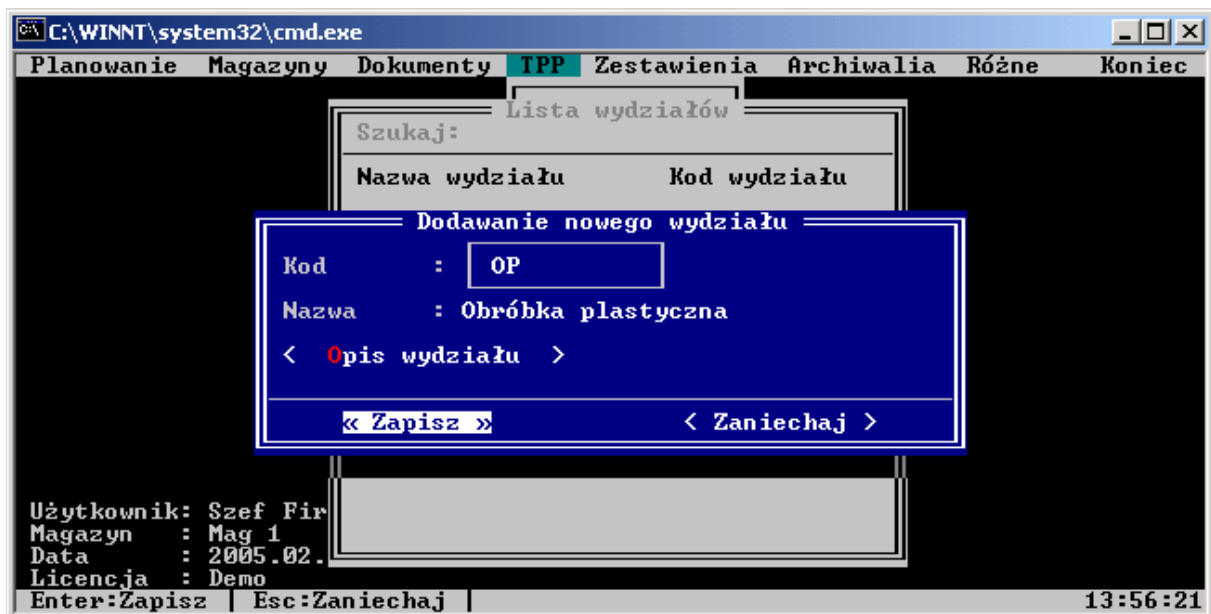 C:\WINNT\system32\cmd.exe
Planowanie Magazyny Dokumenty TPP Zestawienia Archiwalia Różne Koniec
Lista wydziałów
Szukaj:
Nazwa wydziału Kod wydziału
Dodawanie nowego wydziału
Kod : OP
Nazwa : Obróbka plastyczna
< Opis wydziału >
« Zapisz » < Zaniechaj >
Użytkownik: Szef Fir
Magazyn : Mag 1
Data : 2005.02.
Licencja : Demo
Enter:Zapisz | Esc:Zaniechaj | 13:56:21